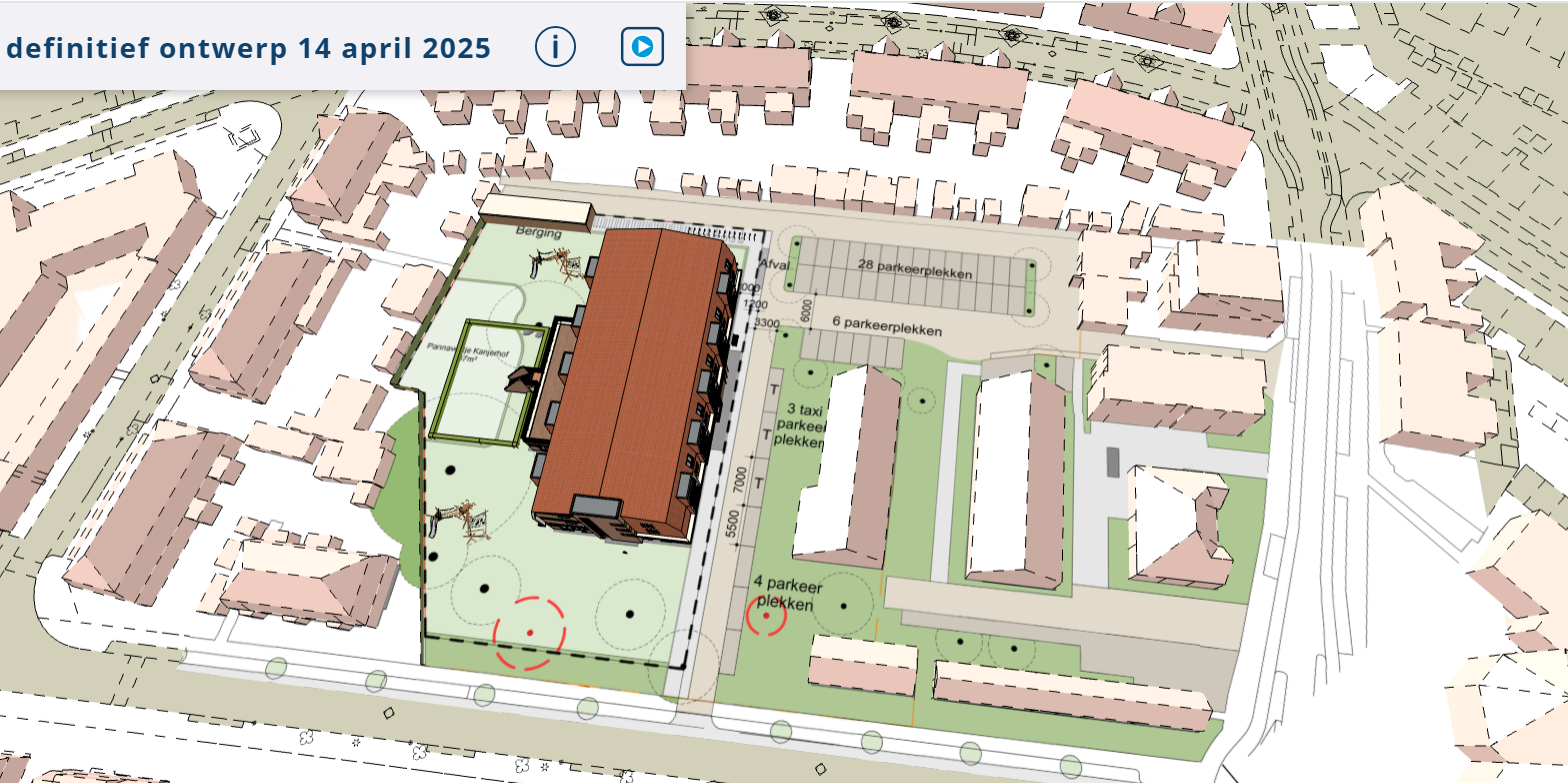 definitief ontwerp 14 april 2025
i
Berging
Afval
28 parkeerplekken
1200
3300
6000
6 parkeerplekken
T
3 taxi
parkeer
plekken
T
7000
T
5500
4 parkeer
plekken